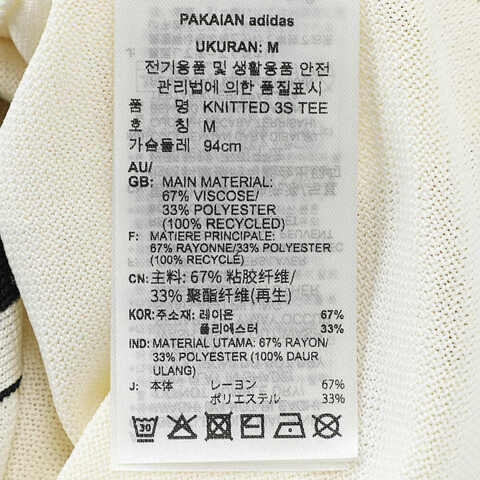 PAKAIAN adidas
UKURAN: M
전기용품 및 생활용품 안전
관리법에 의한 품질표시
품 명 KNITTED 3S TEE
호 칭 M
가슴둘레 94cm
AU/
GB: MAIN MATERIAL:
67% VISCOSE/
33% POLYESTER
(100% RECYCLED)
F: MATIERE PRINCIPALE:
67% RAYONNE/33% POLYESTER
(100% RECYCLÉ)
CN: 主料: 67% 粘胶纤维/
33% 聚酯纤维(再生)
KOR: 주소재: 레이온 67%
폴리에스터 33%
IND: MATERIAL UTAMA: 67% RAYON/
33% POLYESTER (100% DAUR
ULANG)
J: 本体 レーヨン 67%
ポリエステル 33%
30